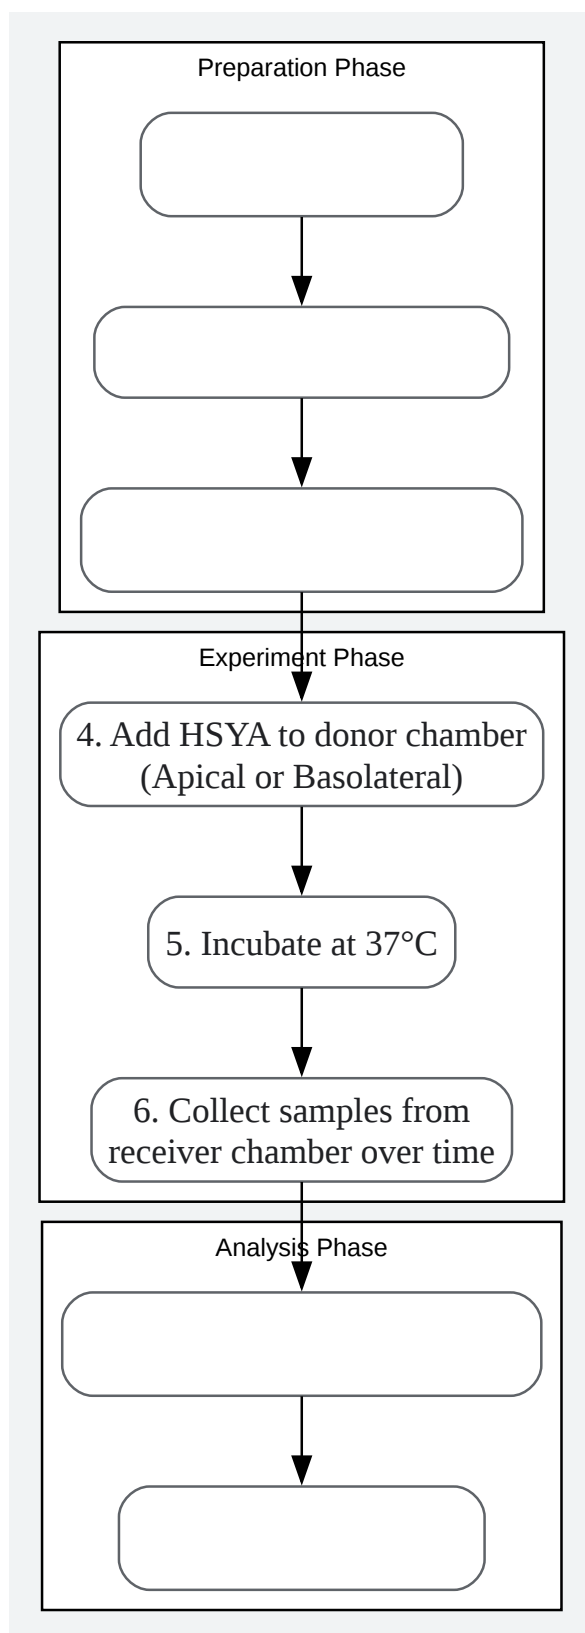 Preparation Phase
Experiment Phase
4. Add HSYA to donor chamber
(Apical or Basolateral)
5. Incubate at 37°C
6. Collect samples from
receiver chamber over time
Analysis Phase